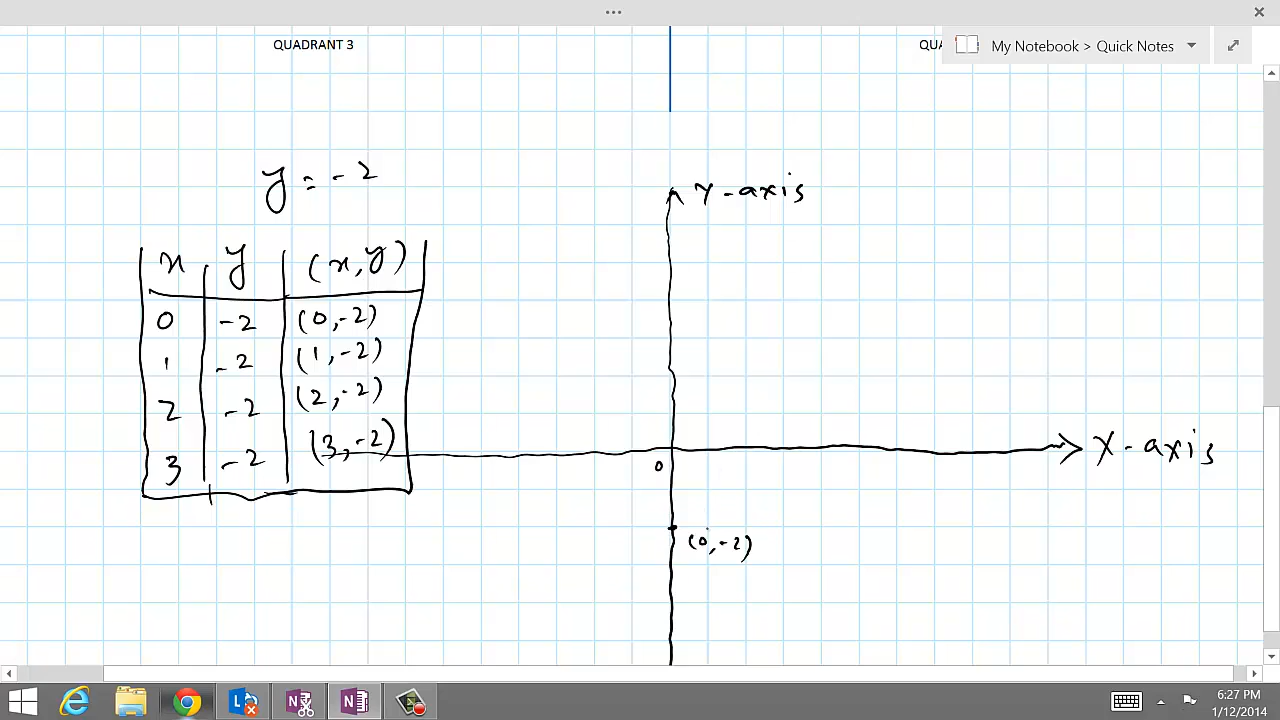 ...
QUADRANT 3
QUA
My Notebook > Quick Notes
y = -2
Y-axis
x y (x,y)
0 -2 (0,-2)
1 -2 (1,-2)
2 -2 (2,-2)
3 -2 (3,-2)
X-axis
0
(0,-2)
6:27 PM
1/12/2014